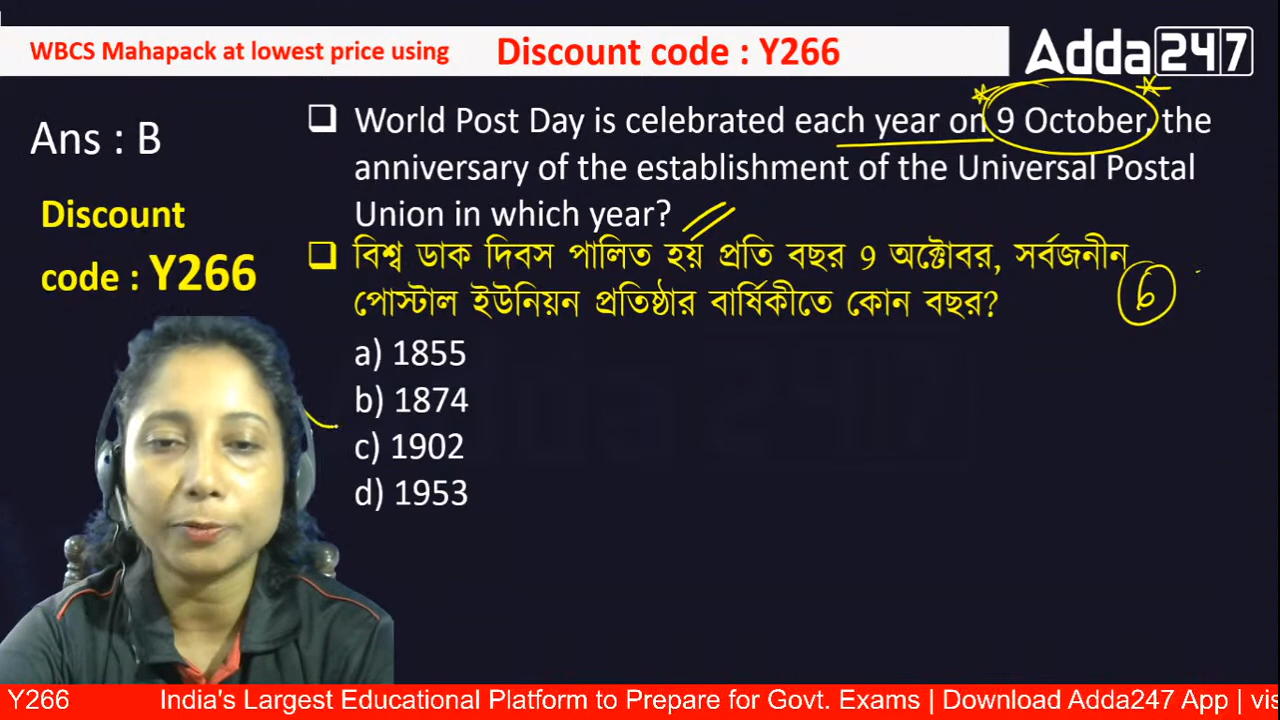 WBCS Mahapack at lowest price using
Discount code : Y266
Adda247
Ans : B
Discount
code : Y266
World Post Day is celebrated each year on 9 October, the
anniversary of the establishment of the Universal Postal
Union in which year?
বিশ্ব ডাক দিবস পালিত হয় প্রতি বছর 9 অক্টোবর, সর্বজনীন
পোস্টাল ইউনিয়ন প্রতিষ্ঠার বার্ষিকীতে কোন বছর?
a) 1855
b) 1874
c) 1902
d) 1953
Y266
India's Largest Educational Platform to Prepare for Govt. Exams | Download Adda247 App | vis